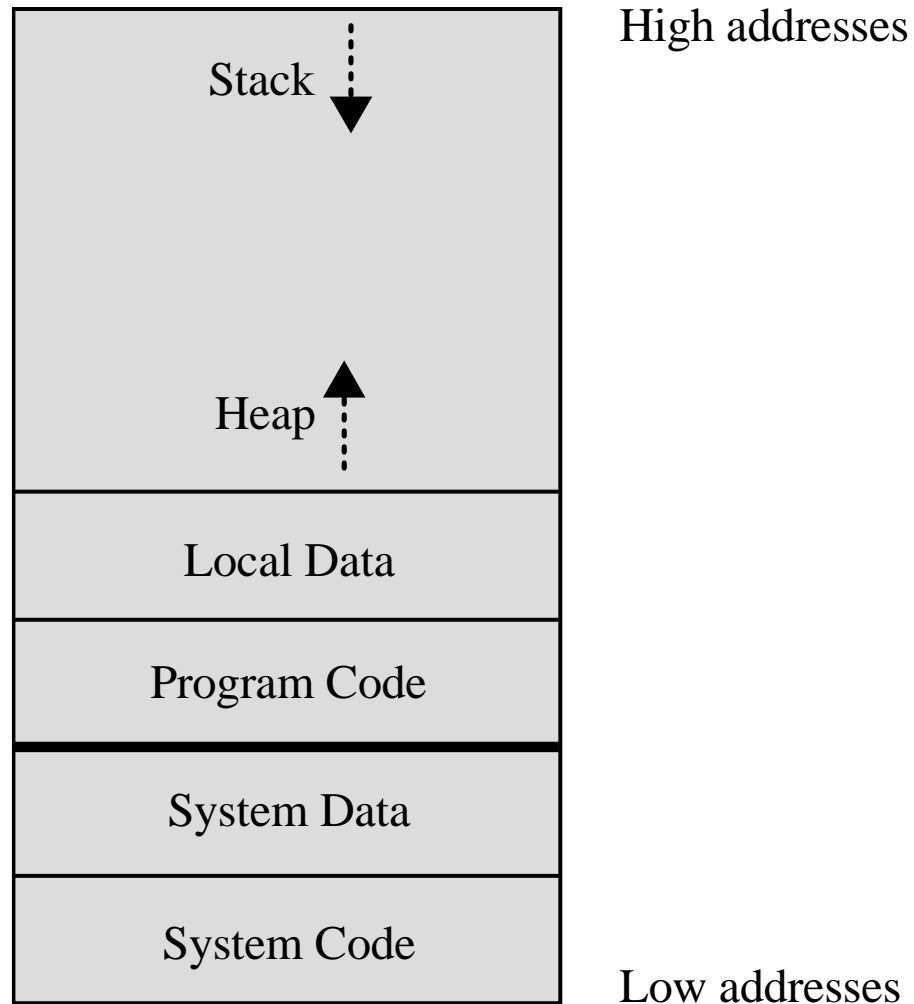 High addresses
Stack
Heap
Local Data
Program Code
System Data
System Code
Low addresses